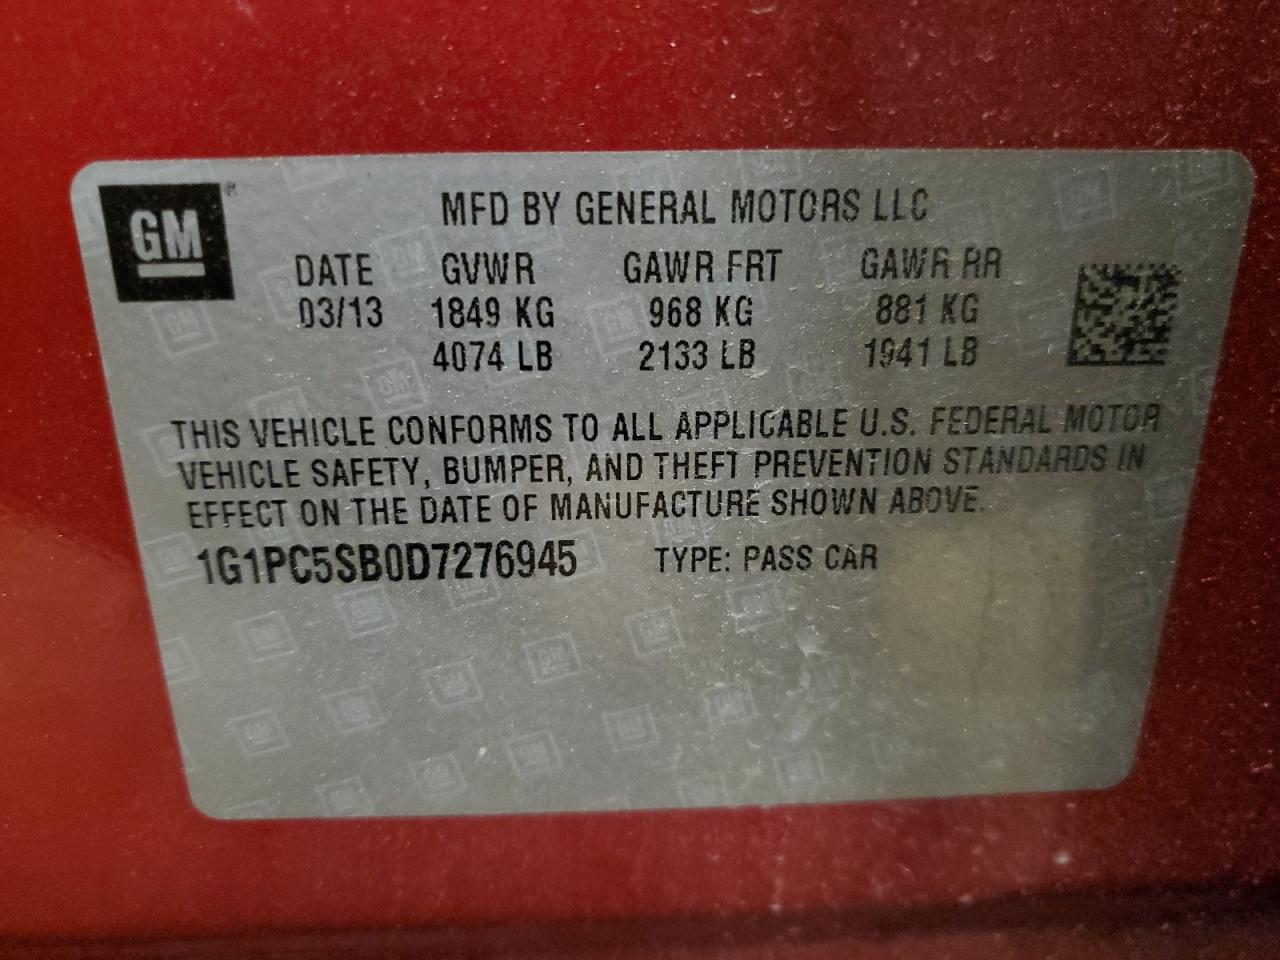 GM®
MFD BY GENERAL MOTORS LLC
DATE GVWR GAWR FRT GAWR RR
03/13 1849 KG 968 KG 881 KG
4074 LB 2133 LB 1941 LB
THIS VEHICLE CONFORMS TO ALL APPLICABLE U.S. FEDERAL MOTOR
VEHICLE SAFETY, BUMPER, AND THEFT PREVENTION STANDARDS IN
EFFECT ON THE DATE OF MANUFACTURE SHOWN ABOVE.
1G1PC5SB0D7276945 TYPE: PASS CAR